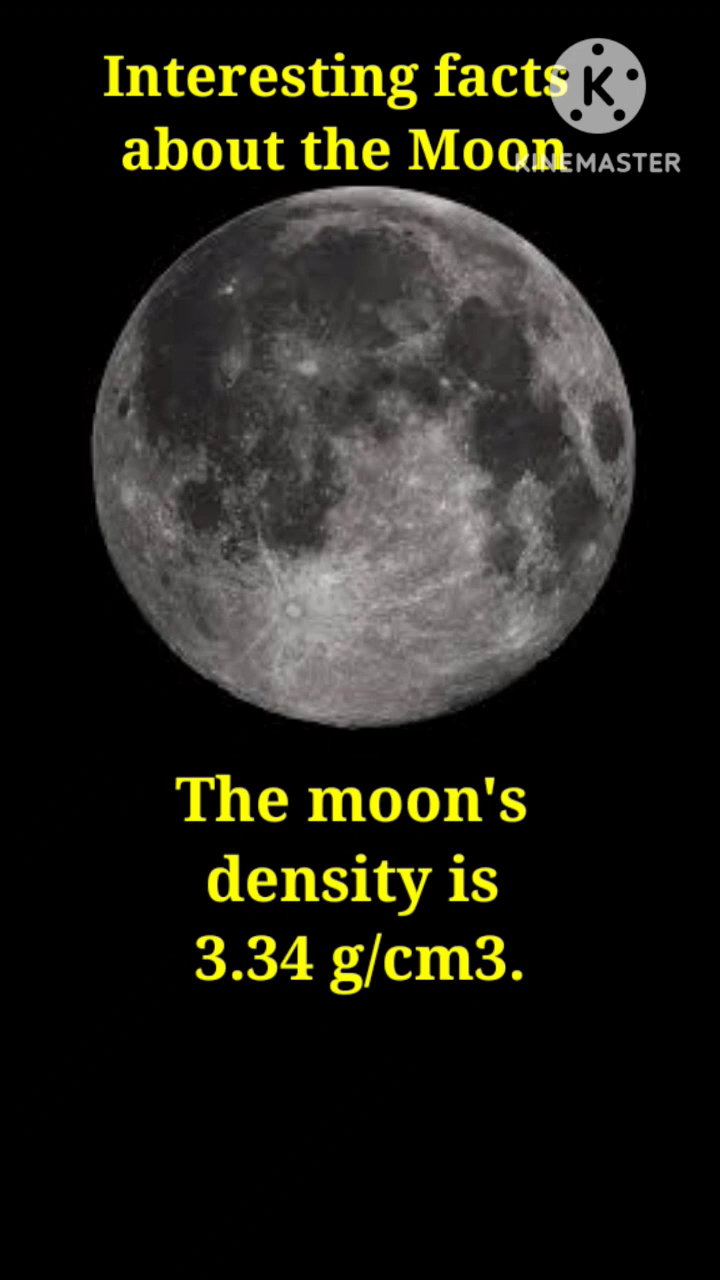 Interesting facts
about the Moon
K
KINEMASTER
The moon's
density is
3.34 g/cm3.